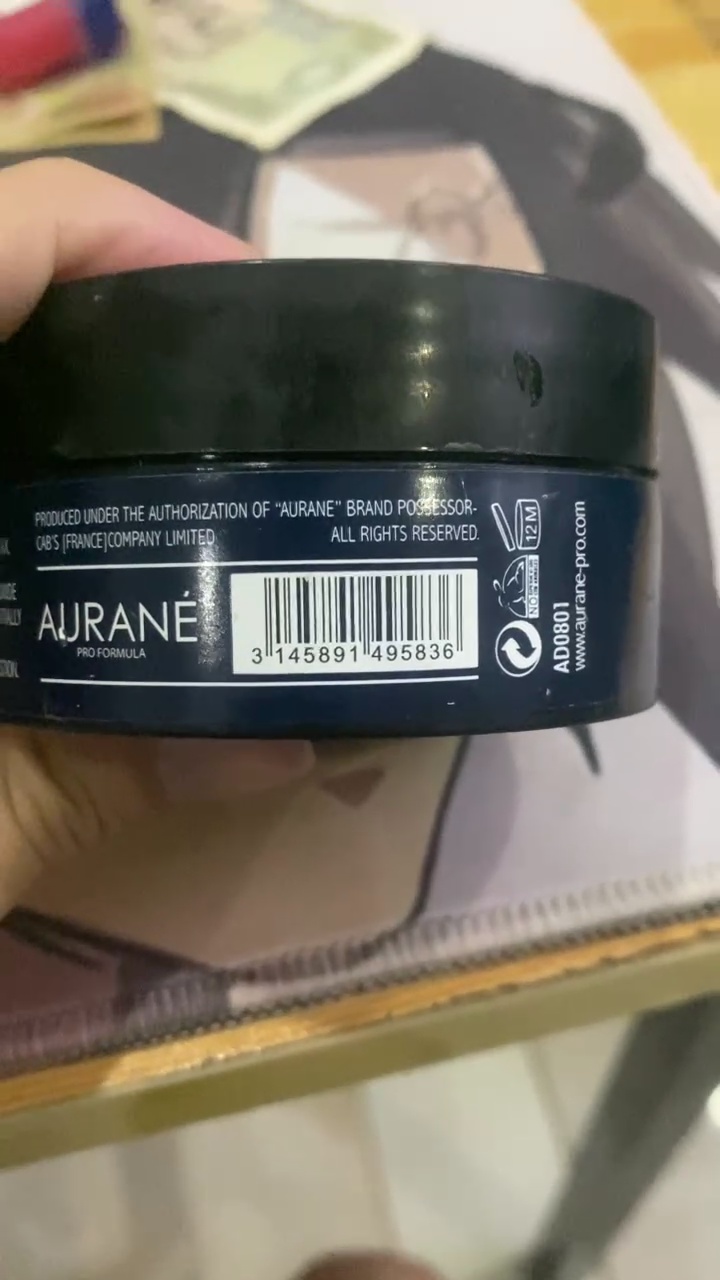 PRODUCED UNDER THE AUTHORIZATION OF "AURANE" BRAND POSSESSOR-
CAB'S [FRANCE]COMPANY LIMITED ALL RIGHTS RESERVED.
AURANÉ
PRO FORMULA
3 145891 495836
12 M
AD0801
www.aurane-pro.com